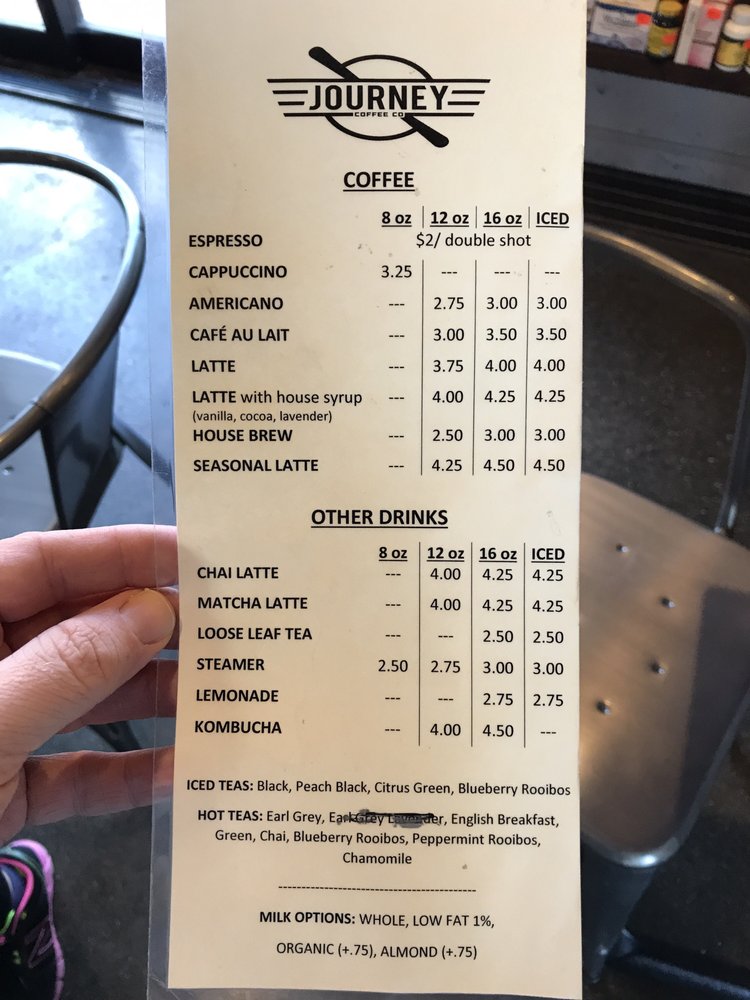 JOURNEY
COFFEE CO
COFFEE
8 oz 12 oz 16 oz ICED
ESPRESSO $2/ double shot
CAPPUCCINO 3.25 --- --- ---
AMERICANO --- 2.75 3.00 3.00
CAFÉ AU LAIT --- 3.00 3.50 3.50
LATTE --- 3.75 4.00 4.00
LATTE with house syrup --- 4.00 4.25 4.25
(vanilla, cocoa, lavender)
HOUSE BREW --- 2.50 3.00 3.00
SEASONAL LATTE --- 4.25 4.50 4.50
OTHER DRINKS
8 oz 12 oz 16 oz ICED
CHAI LATTE --- 4.00 4.25 4.25
MATCHA LATTE --- 4.00 4.25 4.25
LOOSE LEAF TEA --- --- 2.50 2.50
STEAMER 2.50 2.75 3.00 3.00
LEMONADE --- --- 2.75 2.75
KOMBUCHA --- 4.00 4.50 ---
ICED TEAS: Black, Peach Black, Citrus Green, Blueberry Rooibos
HOT TEAS: Earl Grey, Earl Grey Lavender, English Breakfast,
Green, Chai, Blueberry Rooibos, Peppermint Rooibos,
Chamomile
-------------------------------------------
MILK OPTIONS: WHOLE, LOW FAT 1%,
ORGANIC (+.75), ALMOND (+.75)